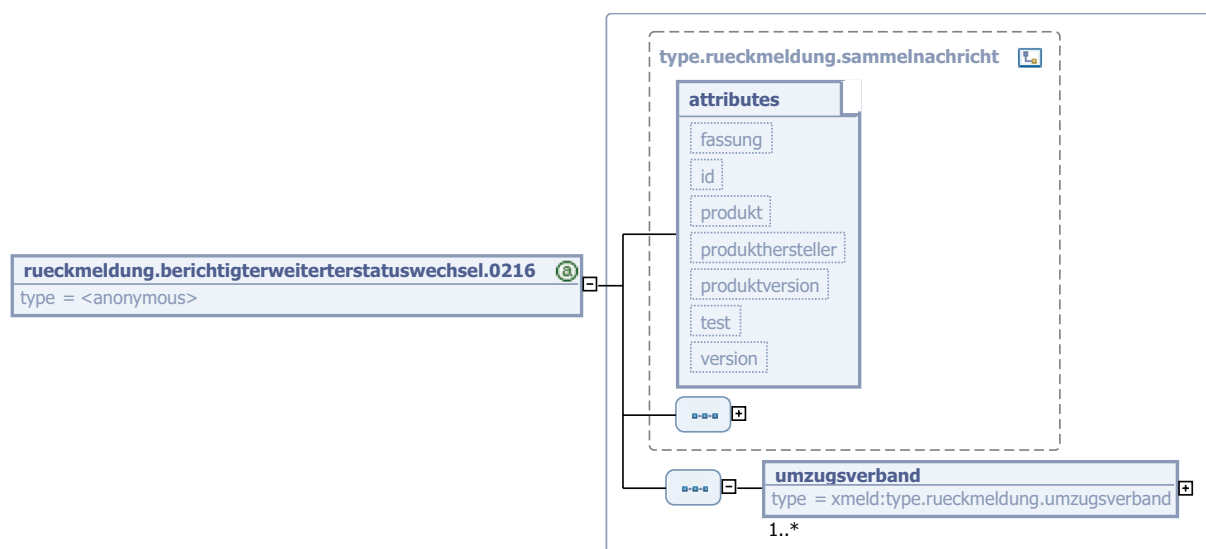 type.rueckmeldung.sammelnachricht
attributes
fassung
id
produkt
produkthersteller
produktversion
test
version
rueckmeldung.berichtigterweiterterstatuswechsel.0216 @
type = <anonymous>
umzugsverband
type = xmeld:type.rueckmeldung.umzugsverband
1..*